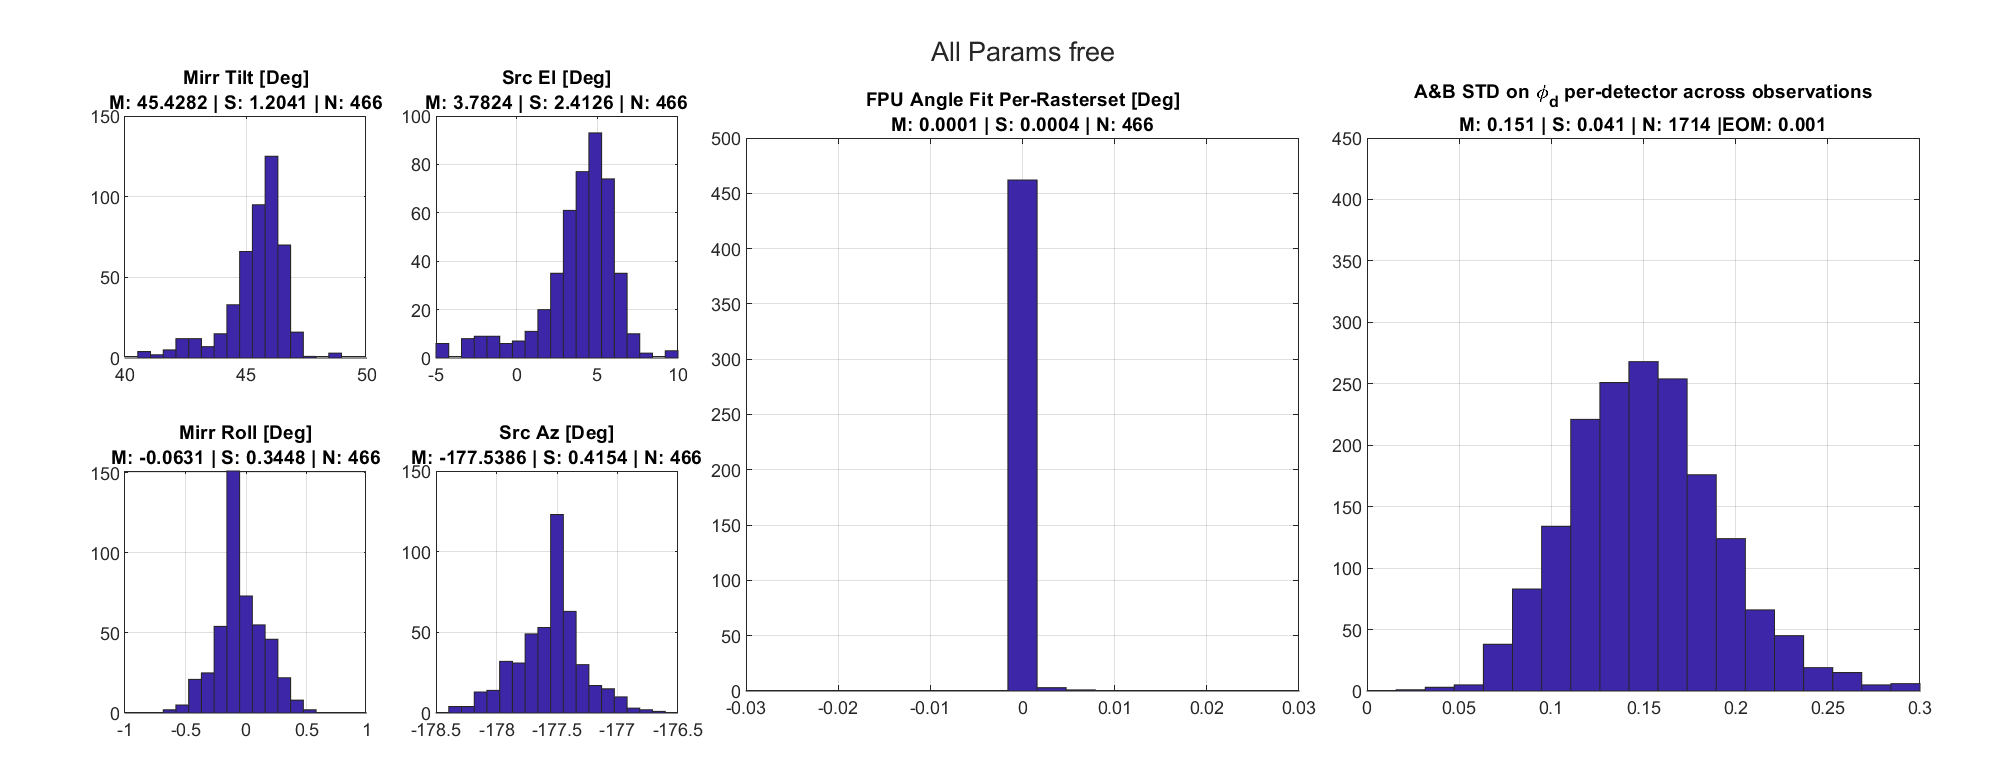 All Params free
Mirr Tilt [Deg]
M: 45.4282 | S: 1.2041 | N: 466
150
100
50
0
40 45 50
Src El [Deg]
M: 3.7824 | S: 2.4126 | N: 466
100
80
60
40
20
0
-5 0 5 10
Mirr Roll [Deg]
M: -0.0631 | S: 0.3448 | N: 466
150
100
50
0
-1 -0.5 0 0.5 1
Src Az [Deg]
M: -177.5386 | S: 0.4154 | N: 466
150
100
50
0
-178.5 -178 -177.5 -177 -176.5
FPU Angle Fit Per-Rasterset [Deg]
M: 0.0001 | S: 0.0004 | N: 466
500
450
400
350
300
250
200
150
100
50
0
-0.03 -0.02 -0.01 0 0.01 0.02 0.03
A&B STD on ϕd per-detector across observations
M: 0.151 | S: 0.041 | N: 1714 |EOM: 0.001
450
400
350
300
250
200
150
100
50
0
0 0.05 0.1 0.15 0.2 0.25 0.3